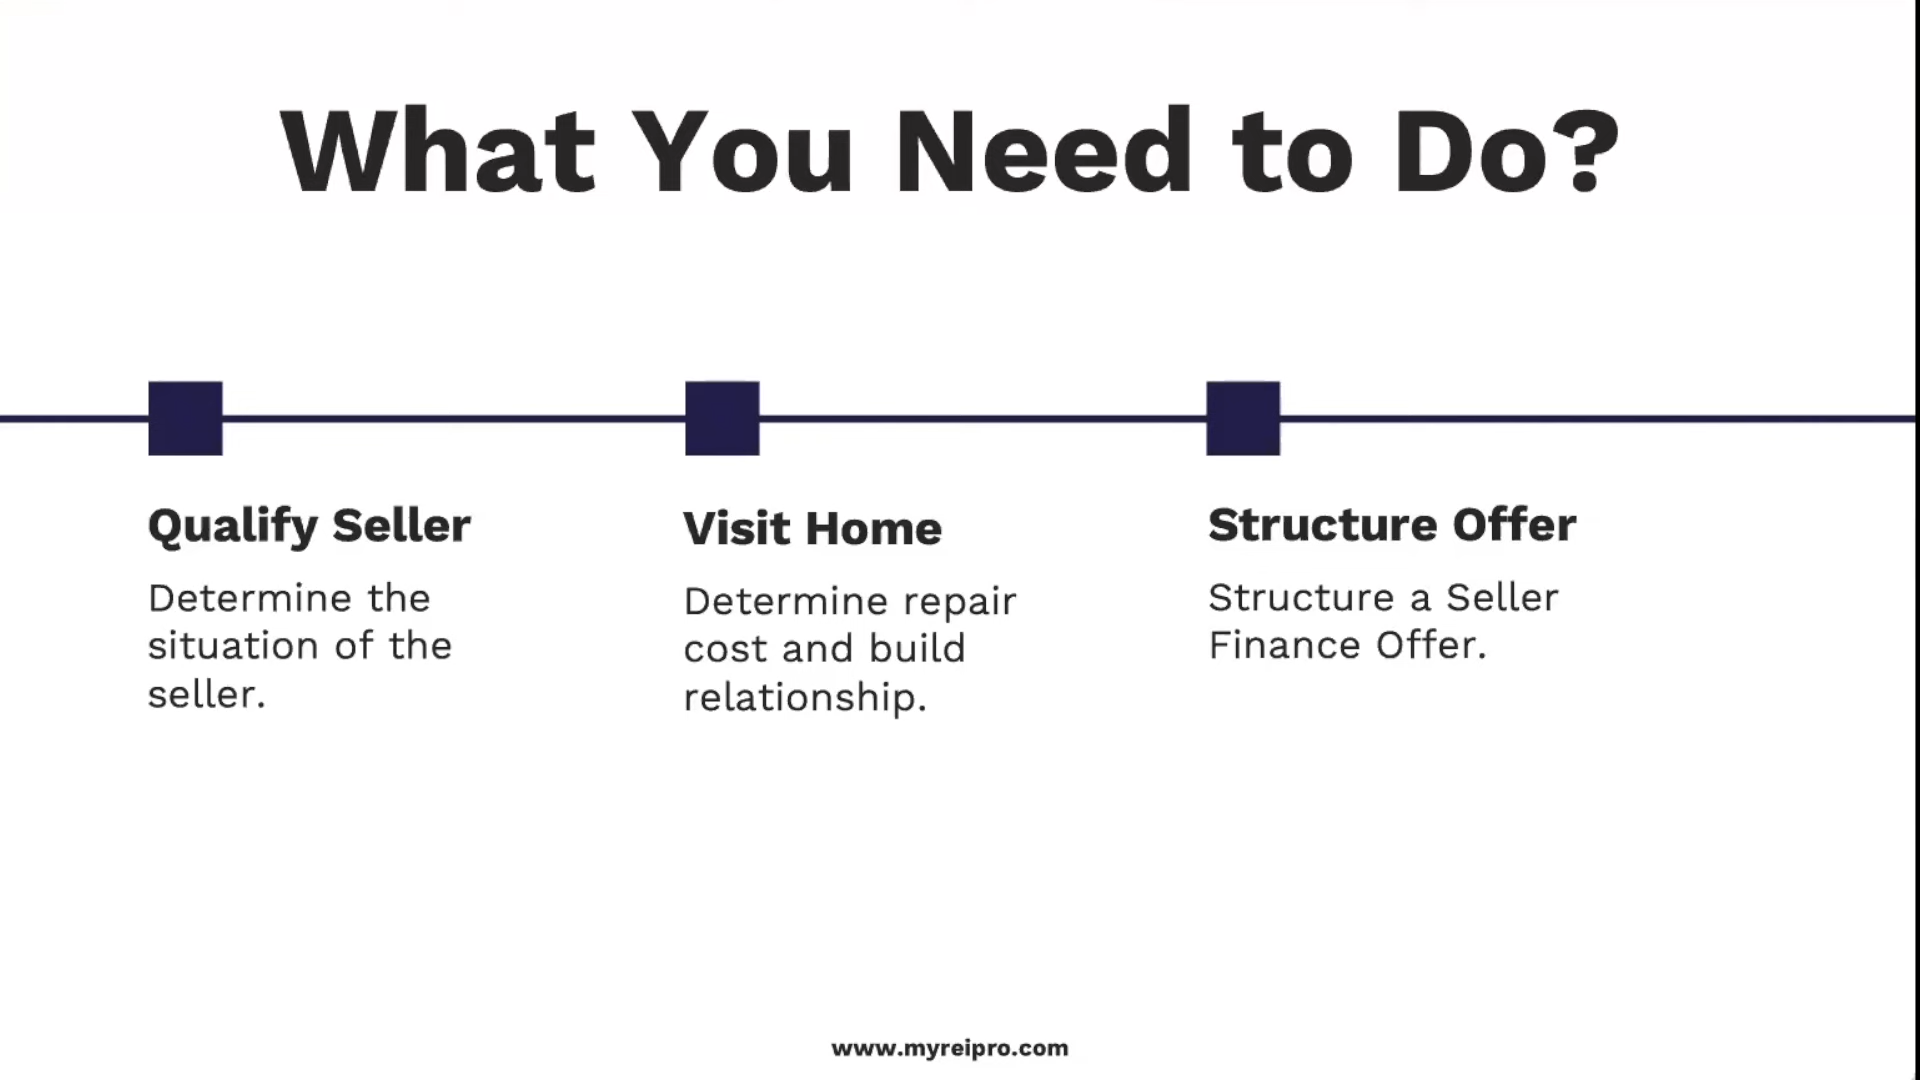 What You Need to Do?
Qualify Seller
Determine the
situation of the
seller.
Visit Home
Determine repair
cost and build
relationship.
Structure Offer
Structure a Seller
Finance Offer.
www.myreipro.com